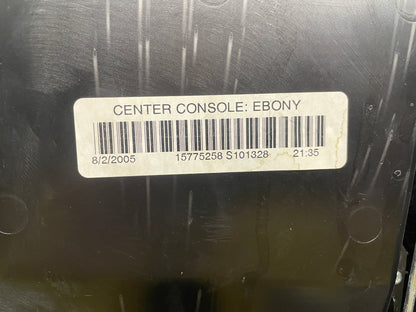 CENTER CONSOLE: EBONY
8/2/2005 15775258 S101328 21:35